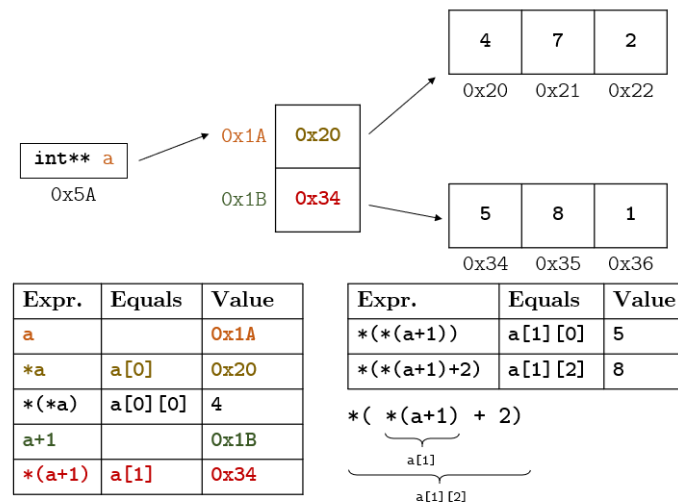 4 7 2
0x20 0x21 0x22
0x1A 0x20
int** a
0x5A
0x1B 0x34
5 8 1
0x34 0x35 0x36
Expr. Equals Value
a 0x1A
*a a[0] 0x20
*(*a) a[0][0] 4
a+1 0x1B
*(a+1) a[1] 0x34
Expr. Equals Value
*(*(a+1)) a[1][0] 5
*(*(a+1)+2) a[1][2] 8
*( *(a+1) + 2)
a[1]
a[1][2]